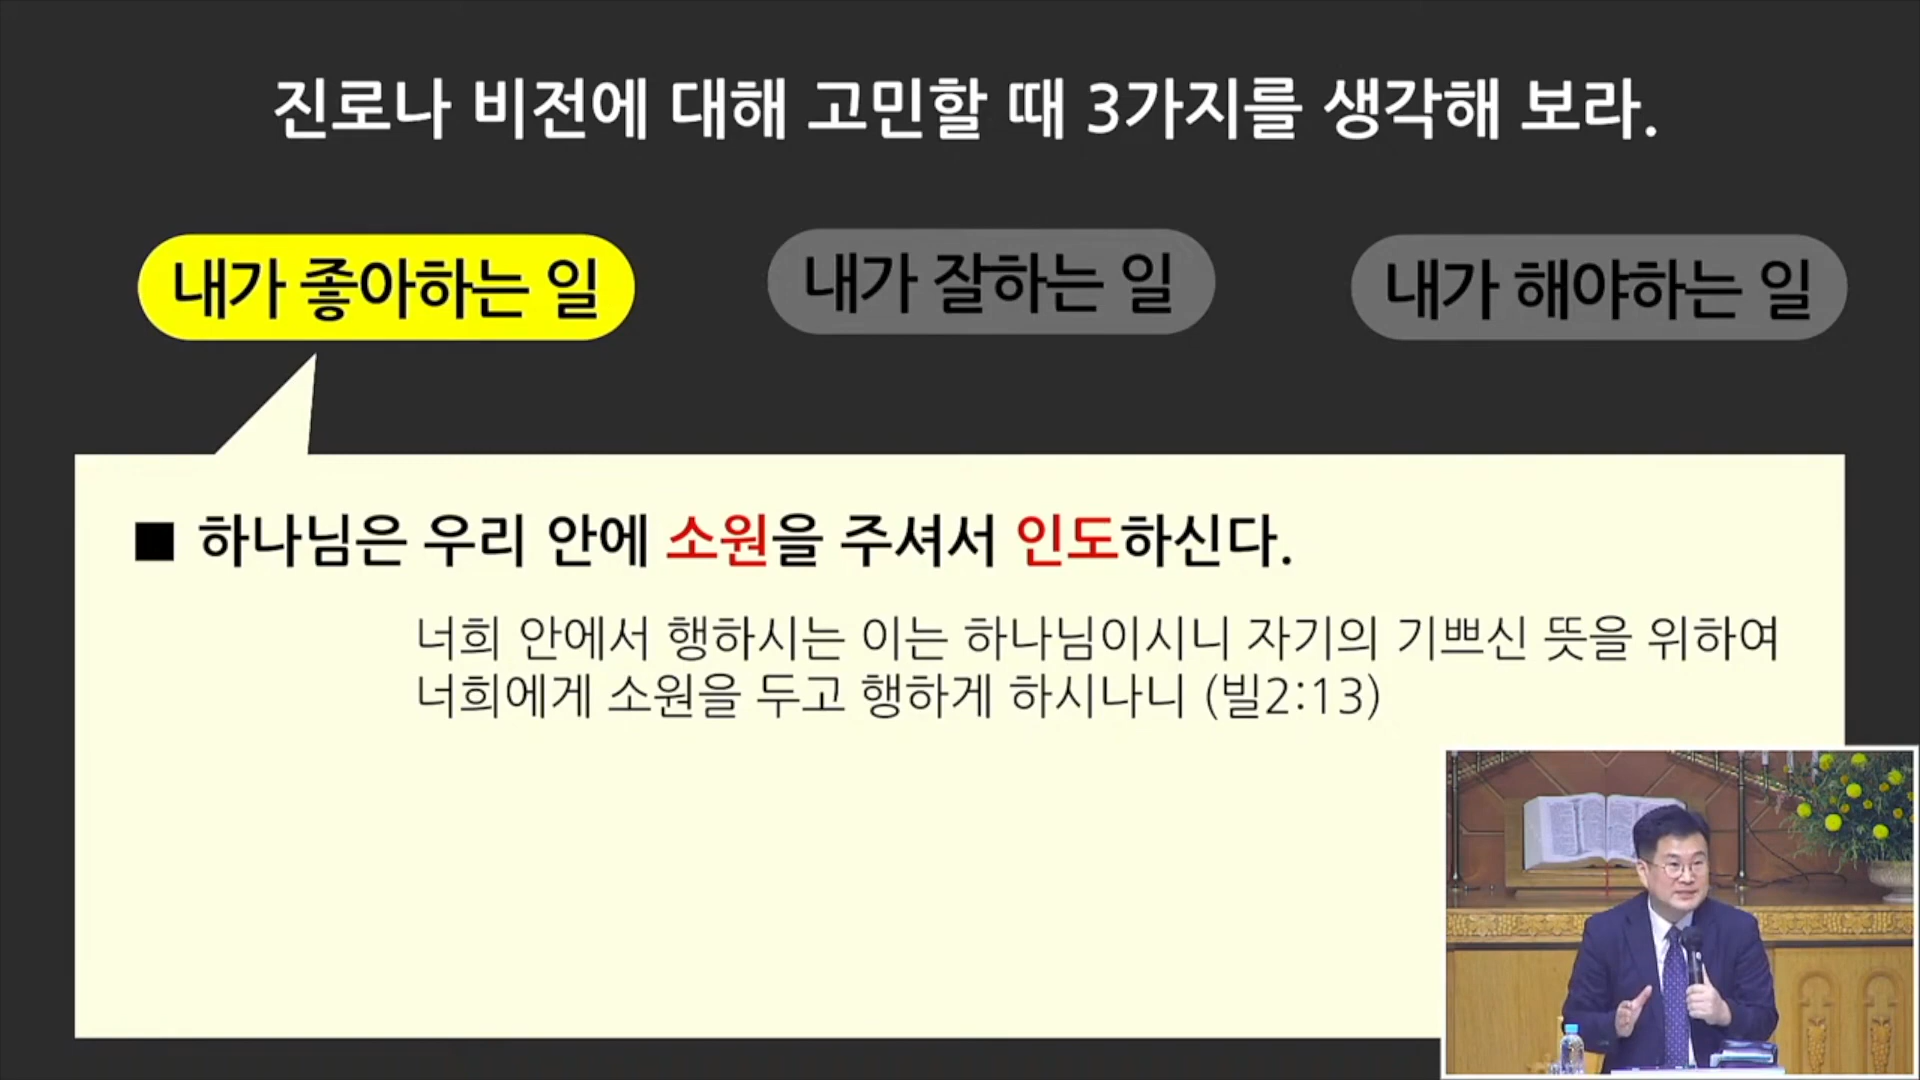 진로나 비전에 대해 고민할 때 3가지를 생각해 보라.
내가 좋아하는 일
내가 잘하는 일
내가 해야하는 일
■ 하나님은 우리 안에 소원을 주셔서 인도하신다.
너희 안에서 행하시는 이는 하나님이시니 자기의 기쁘신 뜻을 위하여
너희에게 소원을 두고 행하게 하시나니 (빌2:13)